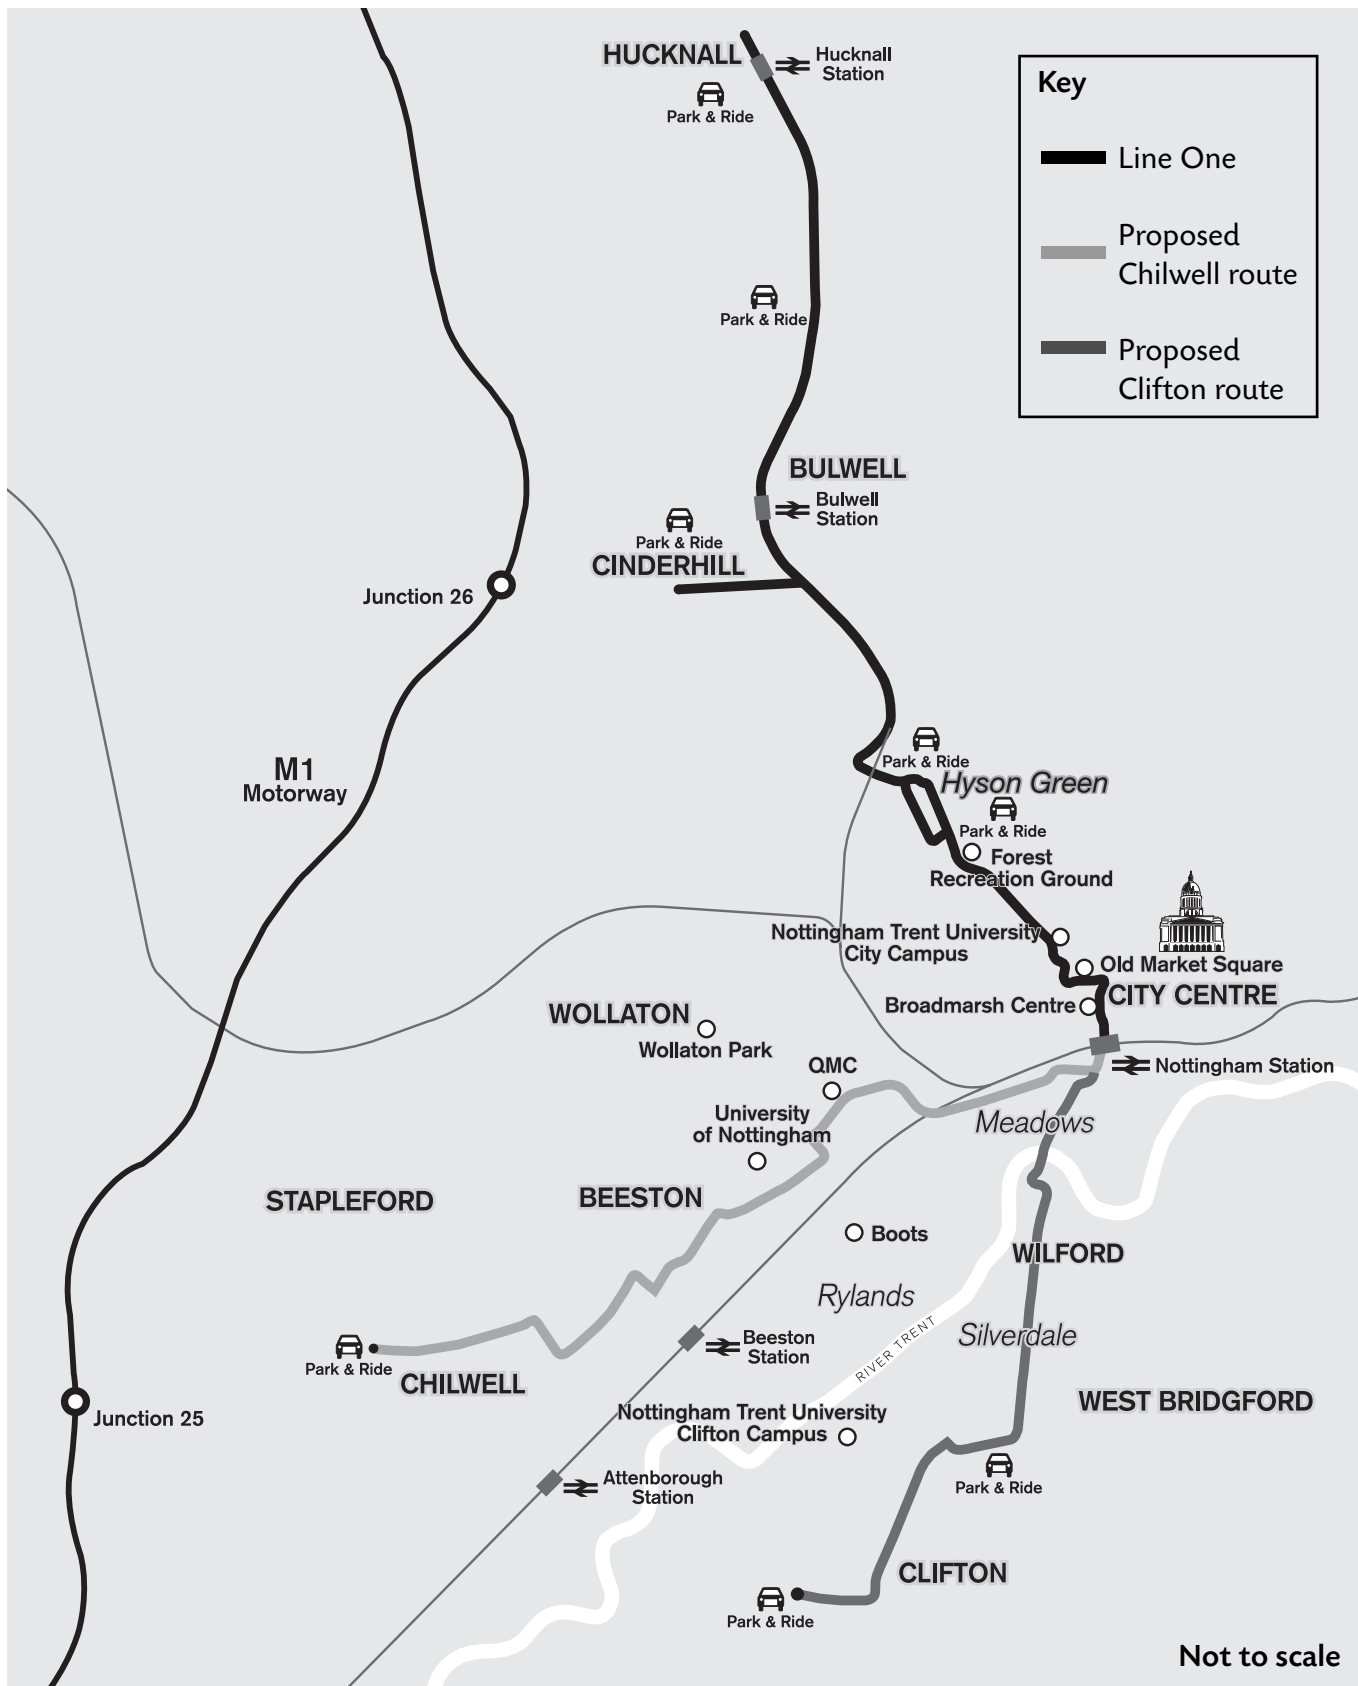 HUCKNALL
Hucknall
Station
Park & Ride
Key
Line One
Proposed
Chilwell route
Proposed
Clifton route
Park & Ride
BULWELL
Bulwell
Station
Park & Ride
CINDERHILL
Junction 26
M1
Motorway
Park & Ride
Hyson Green
Park & Ride
Forest
Recreation Ground
Nottingham Trent University
City Campus
Old Market Square
CITY CENTRE
Broadmarsh Centre
WOLLATON
Wollaton Park
QMC
Nottingham Station
University
of Nottingham
Meadows
STAPLEFORD
BEESTON
Boots
WILFORD
Rylands
RIVER TRENT
Silverdale
Beeston
Station
Park & Ride
CHILWELL
Junction 25
WEST BRIDGFORD
Nottingham Trent University
Clifton Campus
Attenborough
Station
Park & Ride
CLIFTON
Park & Ride
Not to scale